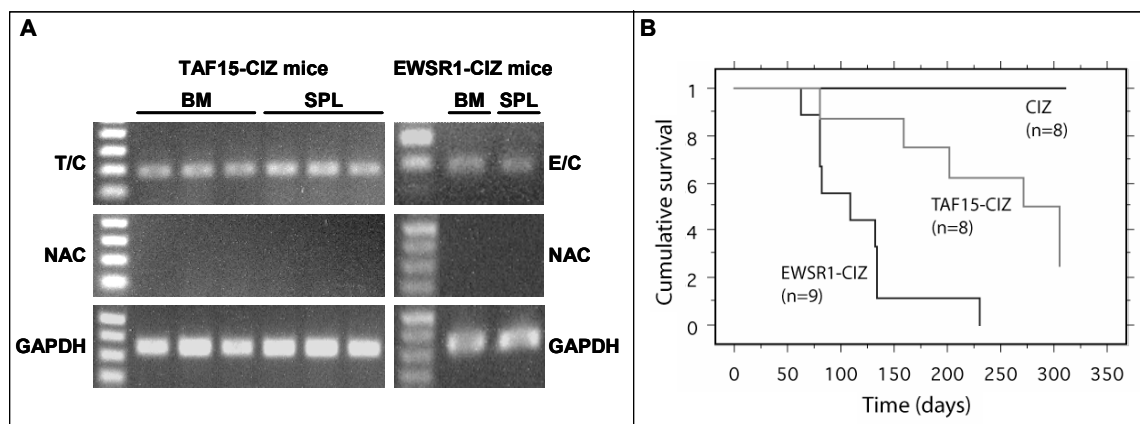 A
TAF15-CIZ mice
EWSR1-CIZ mice
BM
SPL
BM
SPL
T/C
E/C
NAC
NAC
GAPDH
GAPDH
B
Cumulative survival
1
8
6
4
2
0
CIZ
(n=8)
TAF15-CIZ
(n=8)
EWSR1-CIZ
(n=9)
0 50 100 150 200 250 300 350
Time (days)